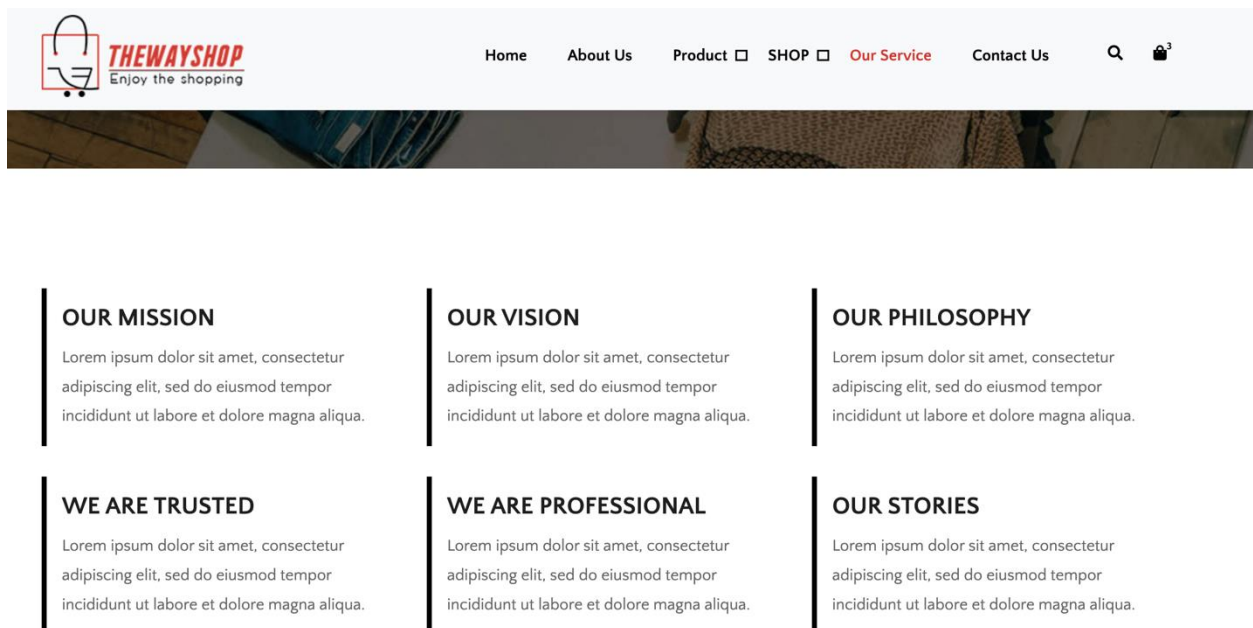 THEWAYSHOP
Enjoy the shopping
Home About Us Product SHOP Our Service Contact Us 3
OUR MISSION
Lorem ipsum dolor sit amet, consectetur
adipiscing elit, sed do eiusmod tempor
incididunt ut labore et dolore magna aliqua.
OUR VISION
Lorem ipsum dolor sit amet, consectetur
adipiscing elit, sed do eiusmod tempor
incididunt ut labore et dolore magna aliqua.
OUR PHILOSOPHY
Lorem ipsum dolor sit amet, consectetur
adipiscing elit, sed do eiusmod tempor
incididunt ut labore et dolore magna aliqua.
WE ARE TRUSTED
Lorem ipsum dolor sit amet, consectetur
adipiscing elit, sed do eiusmod tempor
incididunt ut labore et dolore magna aliqua.
WE ARE PROFESSIONAL
Lorem ipsum dolor sit amet, consectetur
adipiscing elit, sed do eiusmod tempor
incididunt ut labore et dolore magna aliqua.
OUR STORIES
Lorem ipsum dolor sit amet, consectetur
adipiscing elit, sed do eiusmod tempor
incididunt ut labore et dolore magna aliqua.